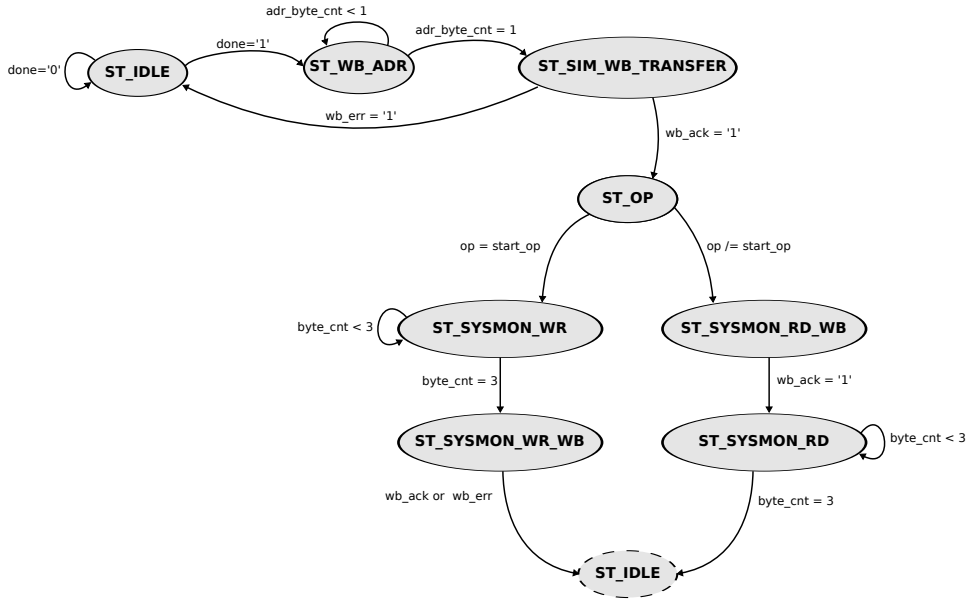 adr_byte_cnt < 1
adr_byte_cnt = 1
done='1'
done='0'
ST_IDLE
ST_WB_ADR
ST_SIM_WB_TRANSFER
wb_err = '1'
wb_ack = '1'
ST_OP
op = start_op
op /= start_op
byte_cnt < 3
ST_SYSMON_WR
ST_SYSMON_RD_WB
byte_cnt = 3
wb_ack = '1'
ST_SYSMON_WR_WB
ST_SYSMON_RD
byte_cnt < 3
wb_ack or  wb_err
byte_cnt = 3
ST_IDLE